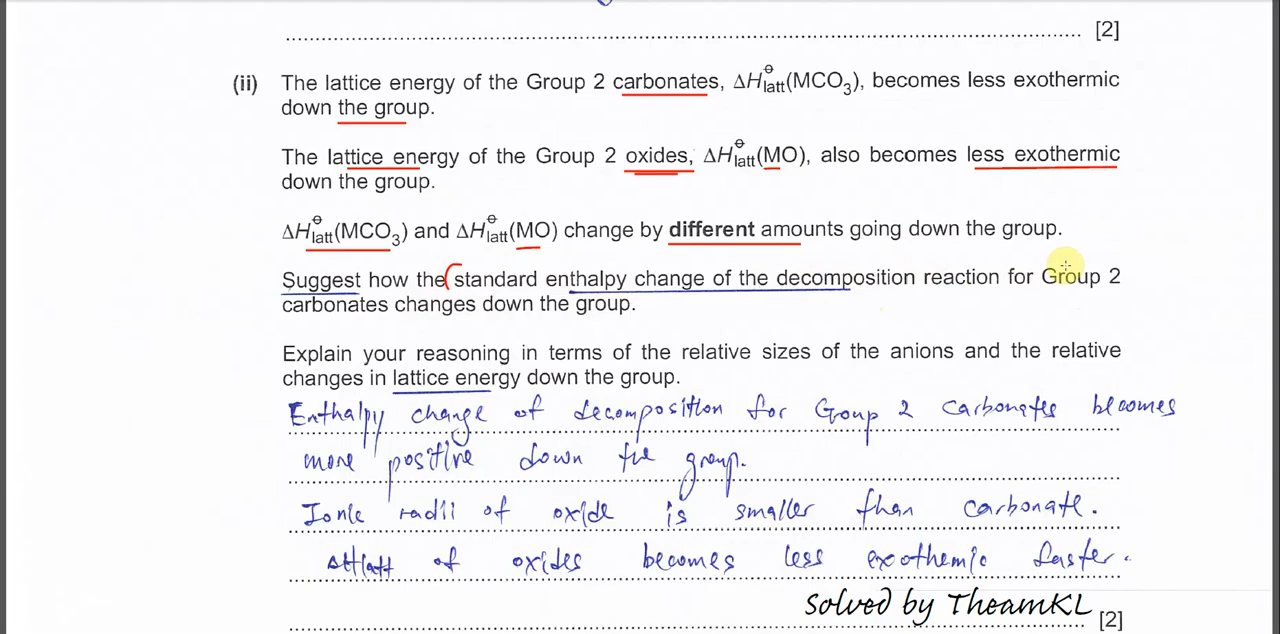 [2]
(ii) The lattice energy of the Group 2 carbonates, ΔH⦵latt(MCO₃), becomes less exothermic
down the group.
The lattice energy of the Group 2 oxides, ΔH⦵latt(MO), also becomes less exothermic
down the group.
ΔH⦵latt(MCO₃) and ΔH⦵latt(MO) change by different amounts going down the group.
Suggest how the standard enthalpy change of the decomposition reaction for Group 2
carbonates changes down the group.
Explain your reasoning in terms of the relative sizes of the anions and the relative
changes in lattice energy down the group.
Enthalpy change of decomposition for Group 2 carbonates becomes
more positive down the group.
Ionic radii of oxide is smaller than carbonate.
ΔHlatt of oxides becomes less exothemic faster.
Solved by TheamKL
[2]